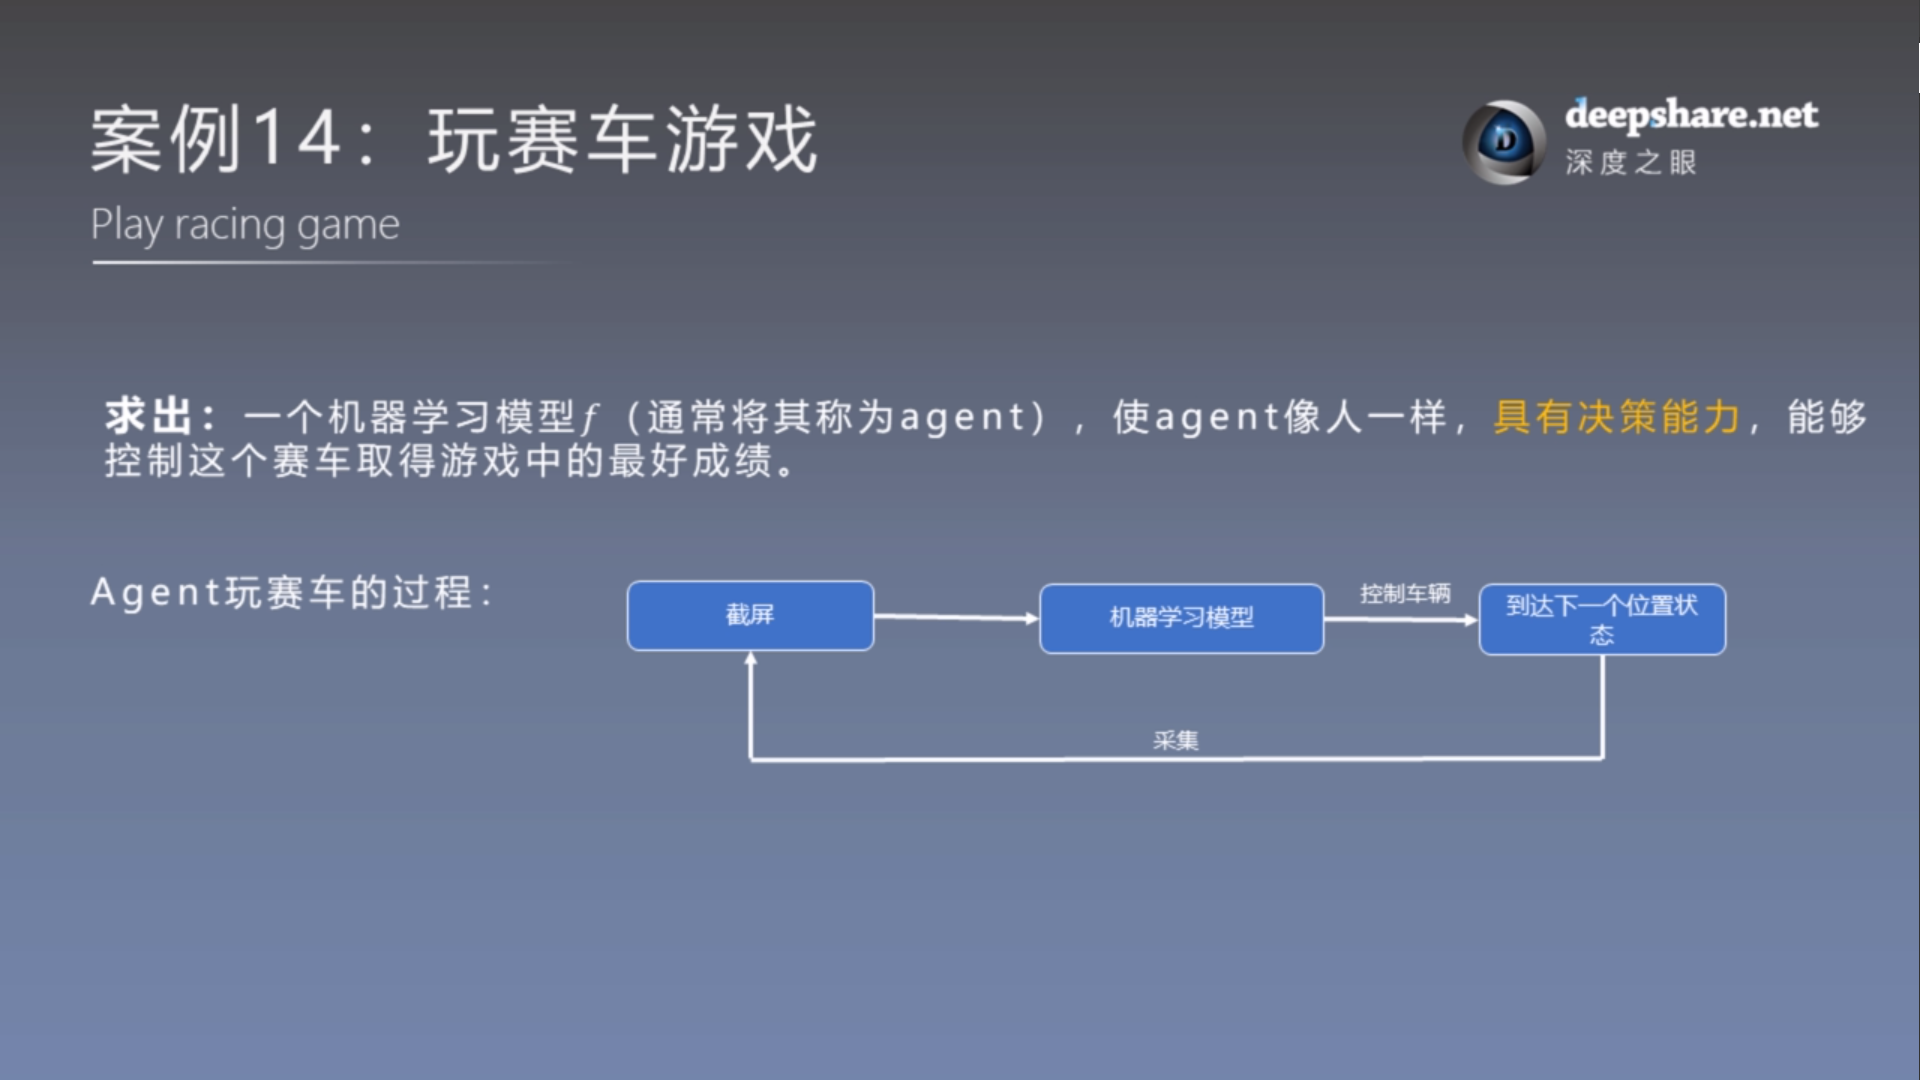 案例14：玩赛车游戏
Play racing game
deepshare.net
深度之眼
求出：一个机器学习模型f（通常将其称为agent），使agent像人一样，具有决策能力，能够
控制这个赛车取得游戏中的最好成绩。
Agent玩赛车的过程：
截屏
机器学习模型
控制车辆
到达下一个位置状
态
采集